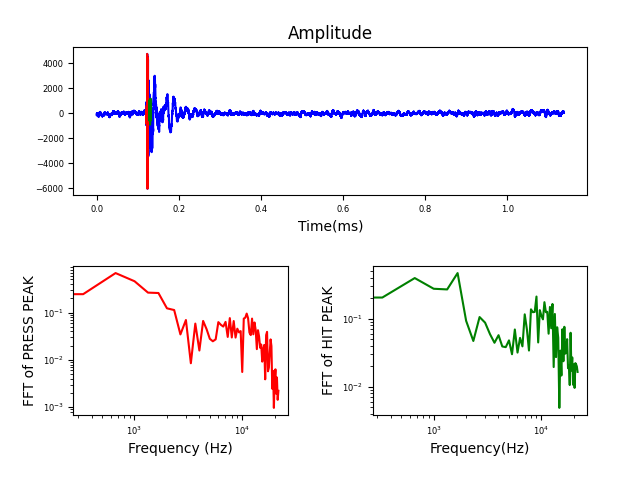 Amplitude
4000
2000
0
−2000
−4000
−6000
0.0 0.2 0.4 0.6 0.8 1.0
Time(ms)
FFT of PRESS PEAK
10⁻¹
10⁻²
10⁻³
10³ 10⁴
Frequency (Hz)
FFT of HIT PEAK
10⁻¹
10⁻²
10³ 10⁴
Frequency(Hz)